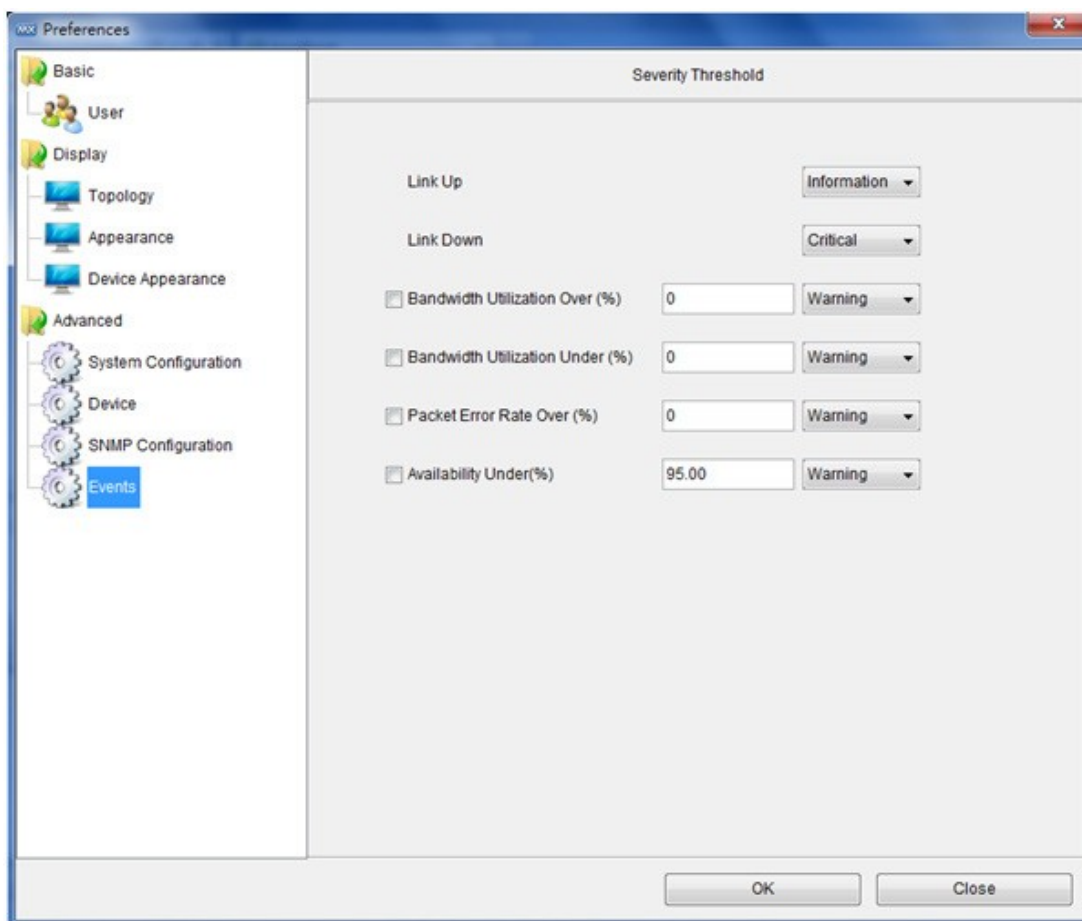 MX Preferences
Basic
User
Display
Topology
Appearance
Device Appearance
Advanced
System Configuration
Device
SNMP Configuration
Events
Severity Threshold
Link Up Information
Link Down Critical
Bandwidth Utilization Over (%) 0 Warning
Bandwidth Utilization Under (%) 0 Warning
Packet Error Rate Over (%) 0 Warning
Availability Under(%) 95.00 Warning
OK Close